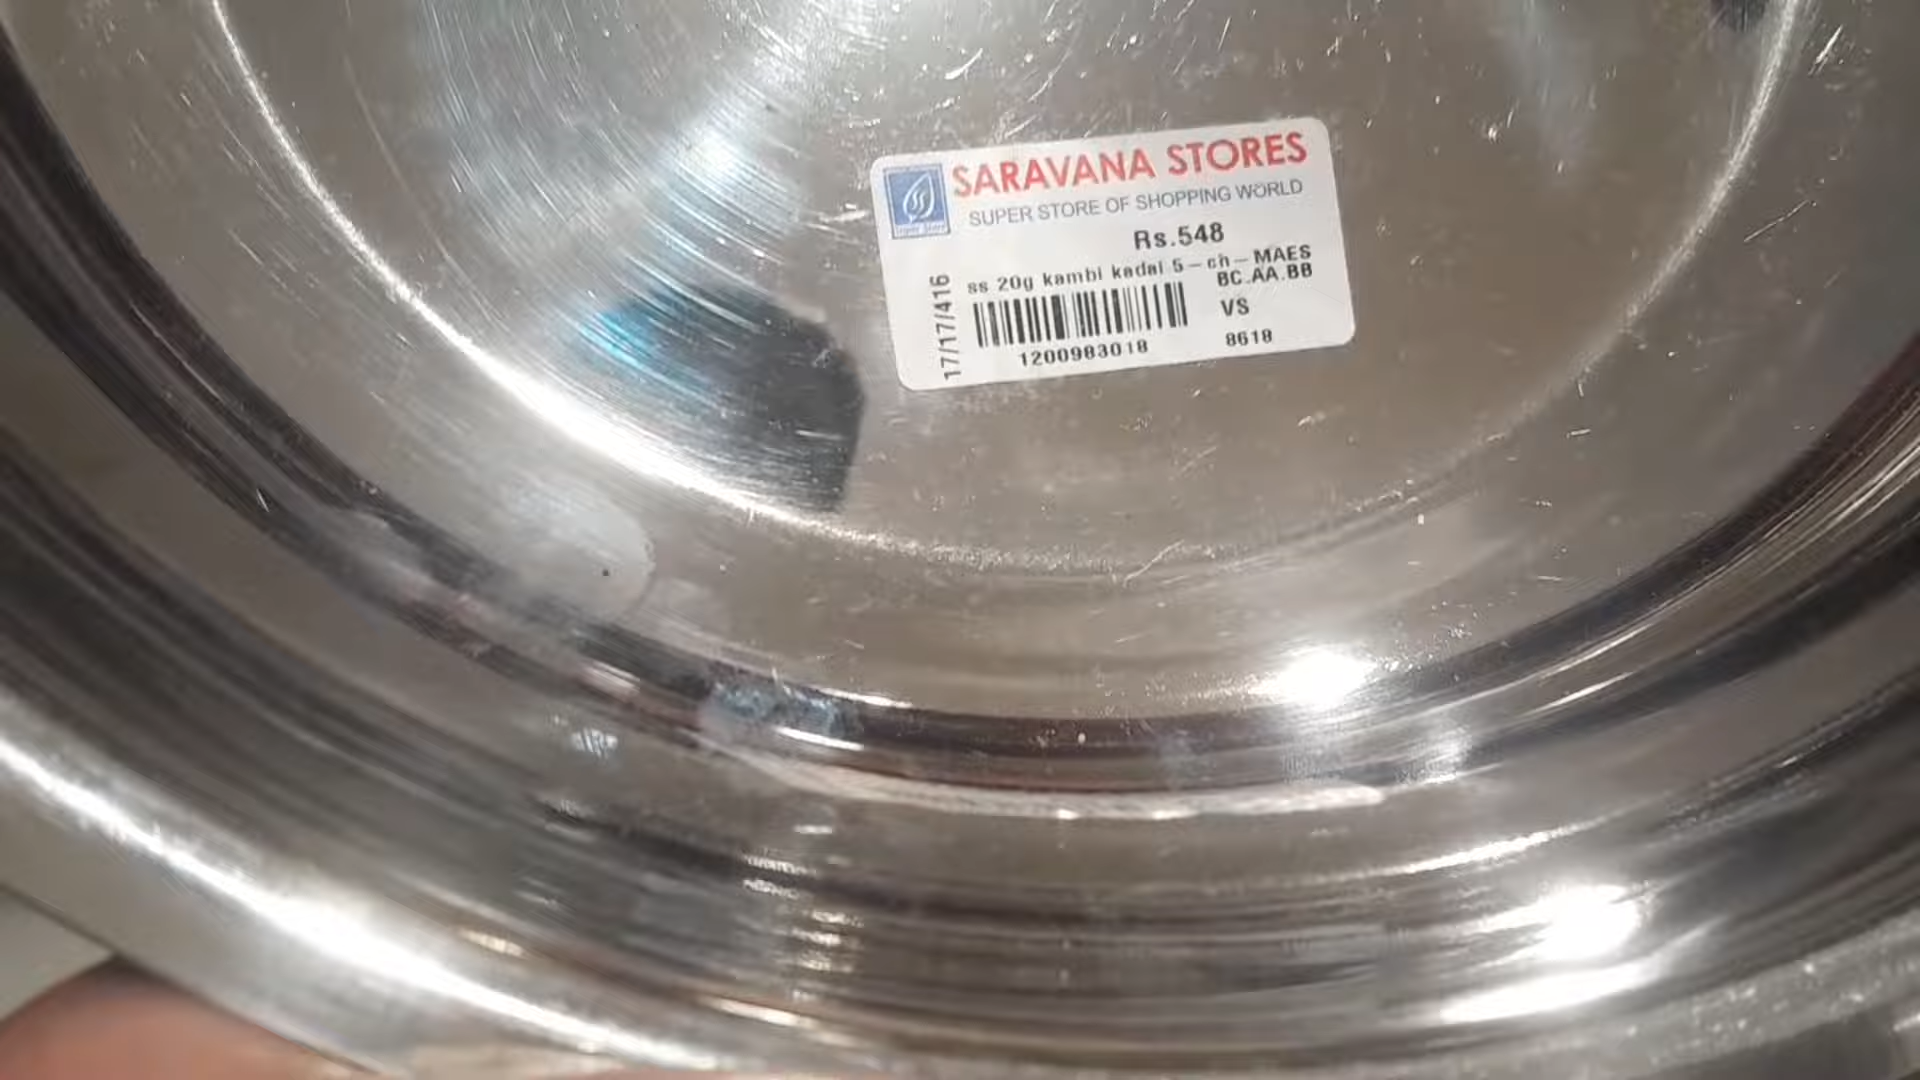 SARAVANA STORES
SUPER STORE OF SHOPPING WORLD
Rs.548
ss 20g kambi kadai 5-ch-MAES
BC.AA.BB
VS
1200983018
8618
17/17/416